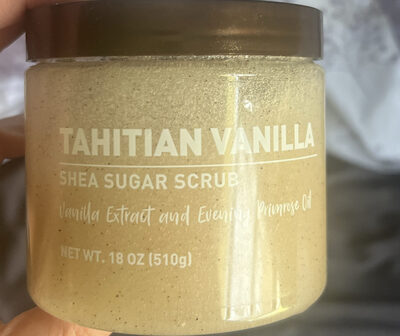 TAHITIAN VANILLA
SHEA SUGAR SCRUB
Vanilla Extract and Evening Primrose Oil
NET WT. 18 OZ (510g)